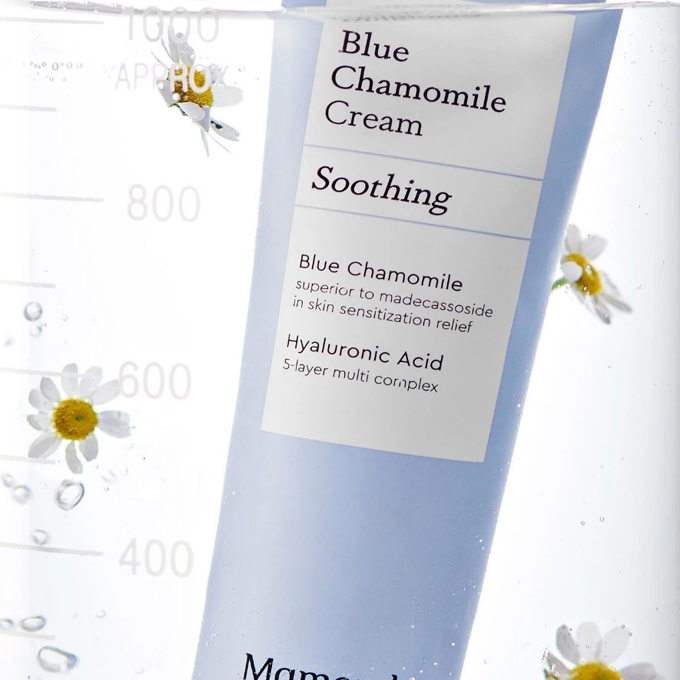 1000
APPROX
800
600
400
Blue
Chamomile
Cream
Soothing
Blue Chamomile
superior to madecassoside
in skin sensitization relief
Hyaluronic Acid
5-layer multi complex